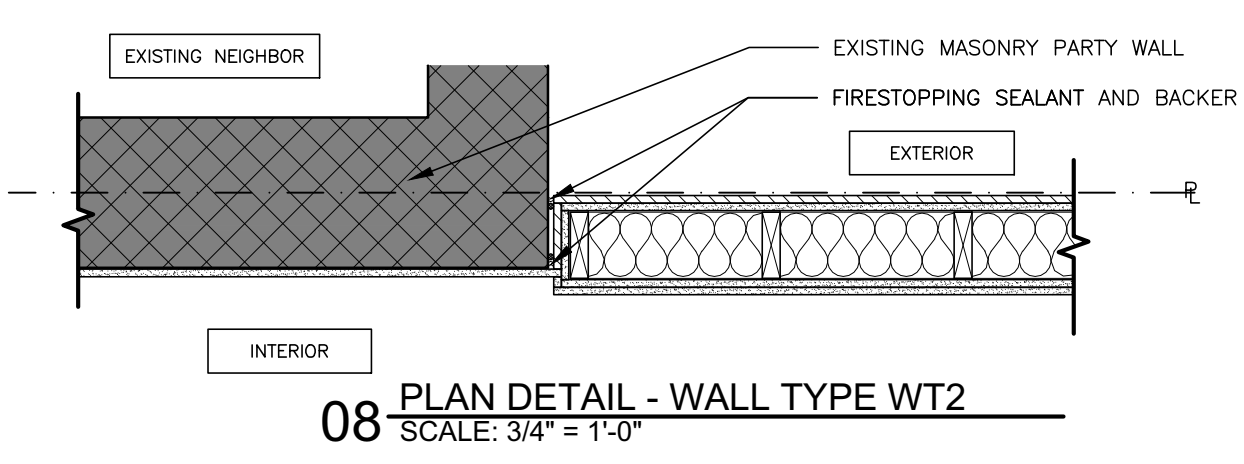 EXISTING NEIGHBOR
EXISTING MASONRY PARTY WALL
FIRESTOPPING SEALANT AND BACKER
EXTERIOR
PL
INTERIOR
08 PLAN DETAIL - WALL TYPE WT2
SCALE: 3/4" = 1'-0"